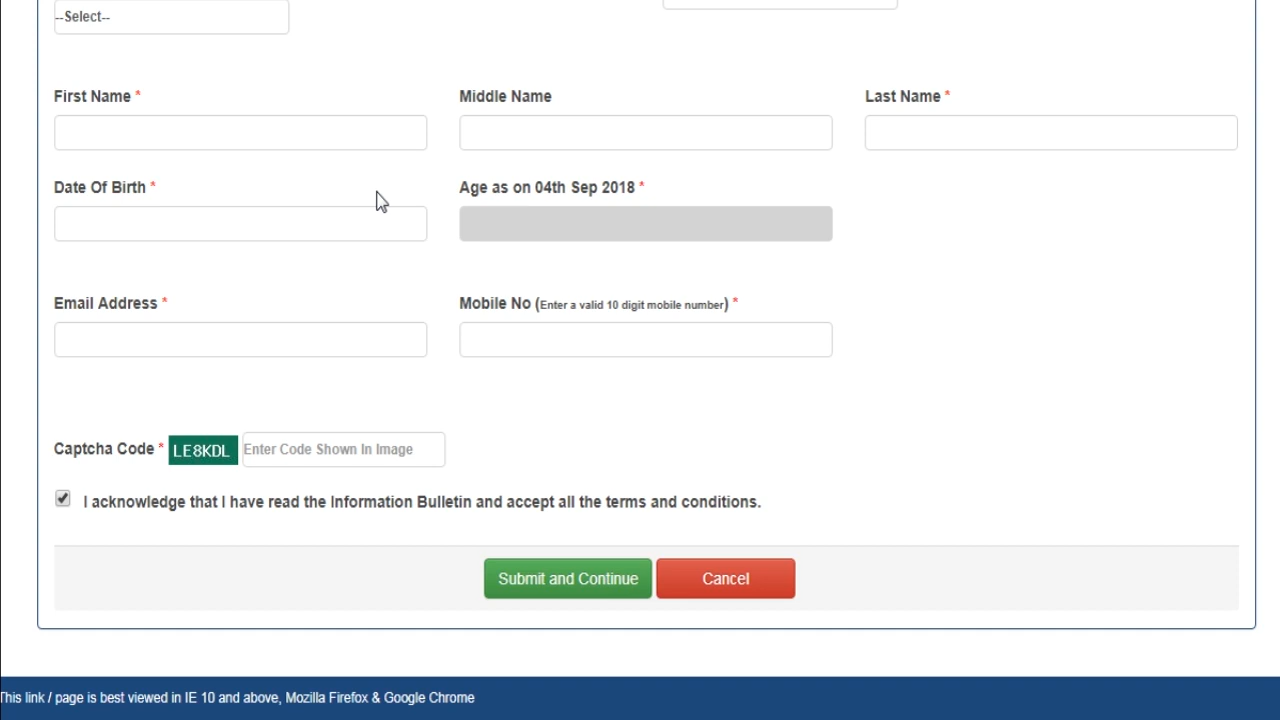 --Select--
First Name * Middle Name Last Name *
Date Of Birth * Age as on 04th Sep 2018 *
Email Address * Mobile No (Enter a valid 10 digit mobile number) *
Captcha Code * LE8KDL Enter Code Shown In Image
I acknowledge that I have read the Information Bulletin and accept all the terms and conditions.
Submit and Continue Cancel
This link / page is best viewed in IE 10 and above, Mozilla Firefox & Google Chrome